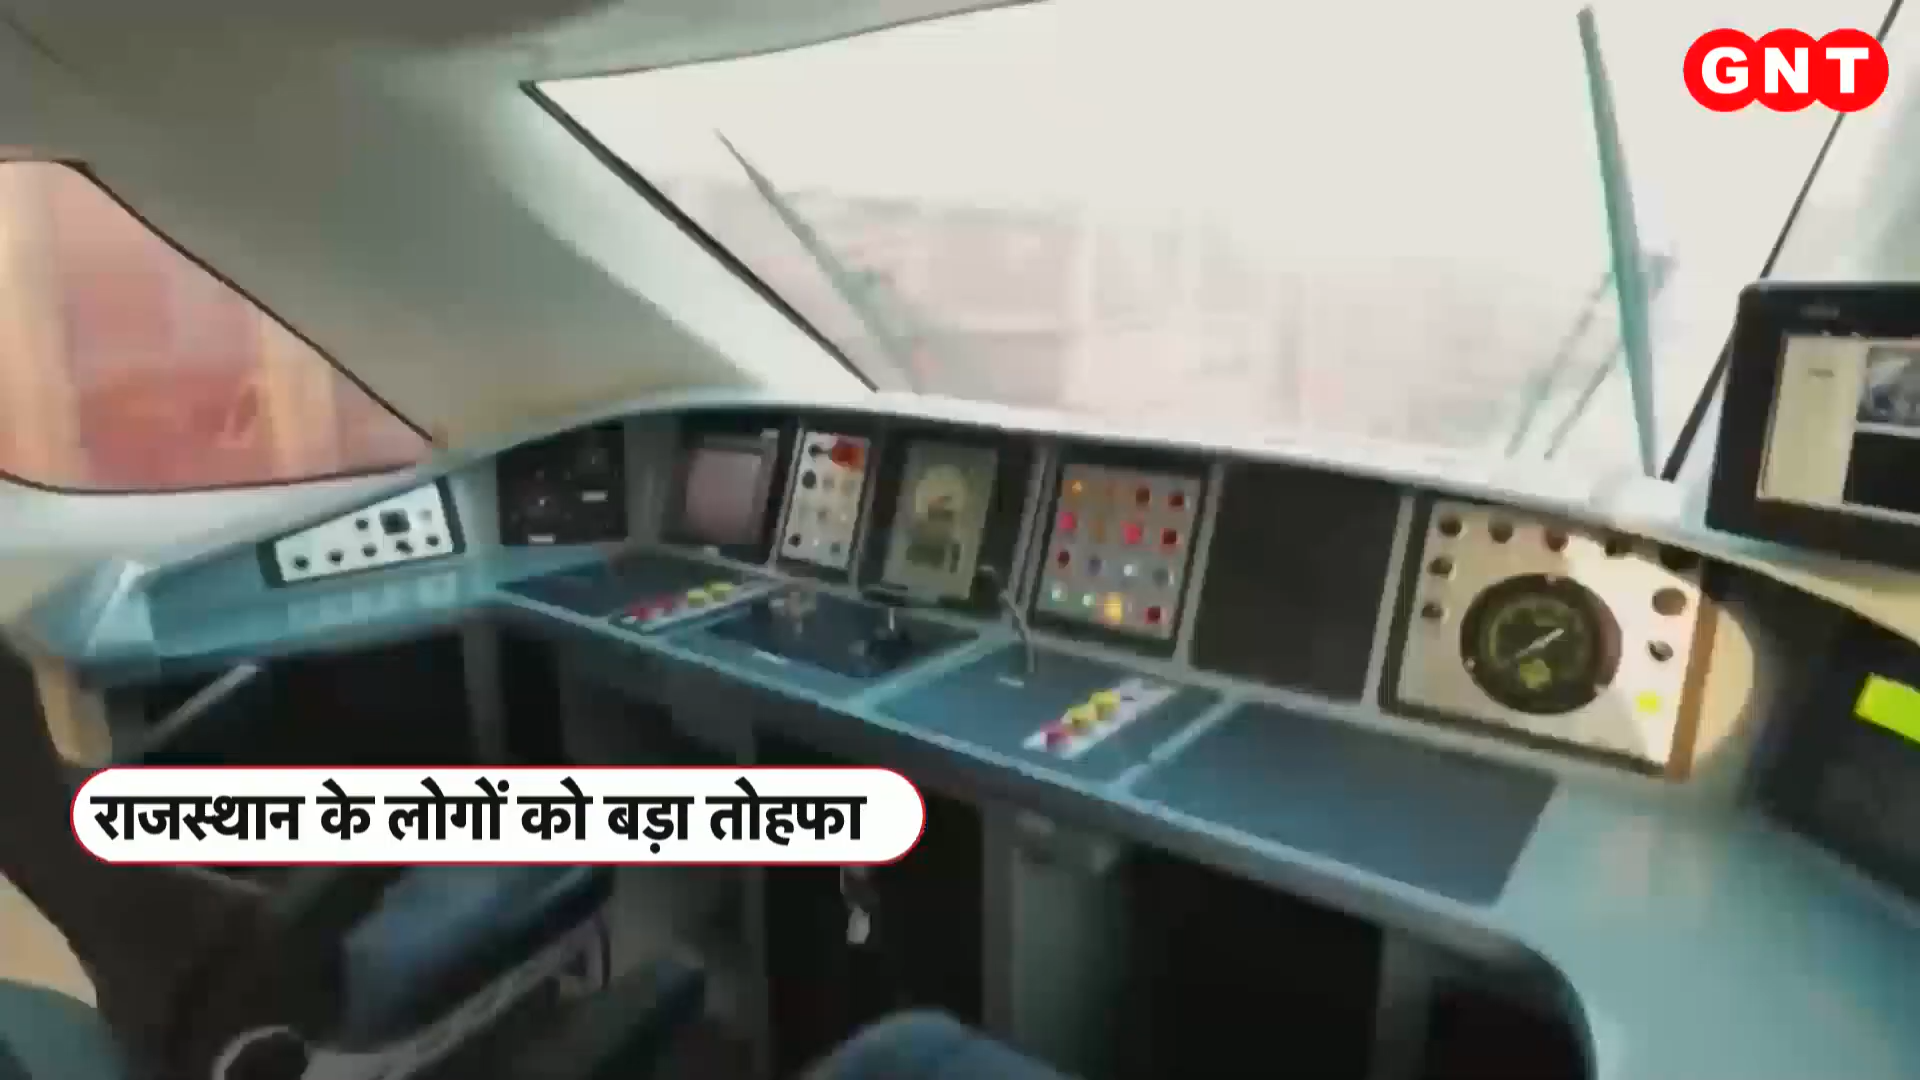 GNT
राजस्थान के लोगों को बड़ा तोहफा